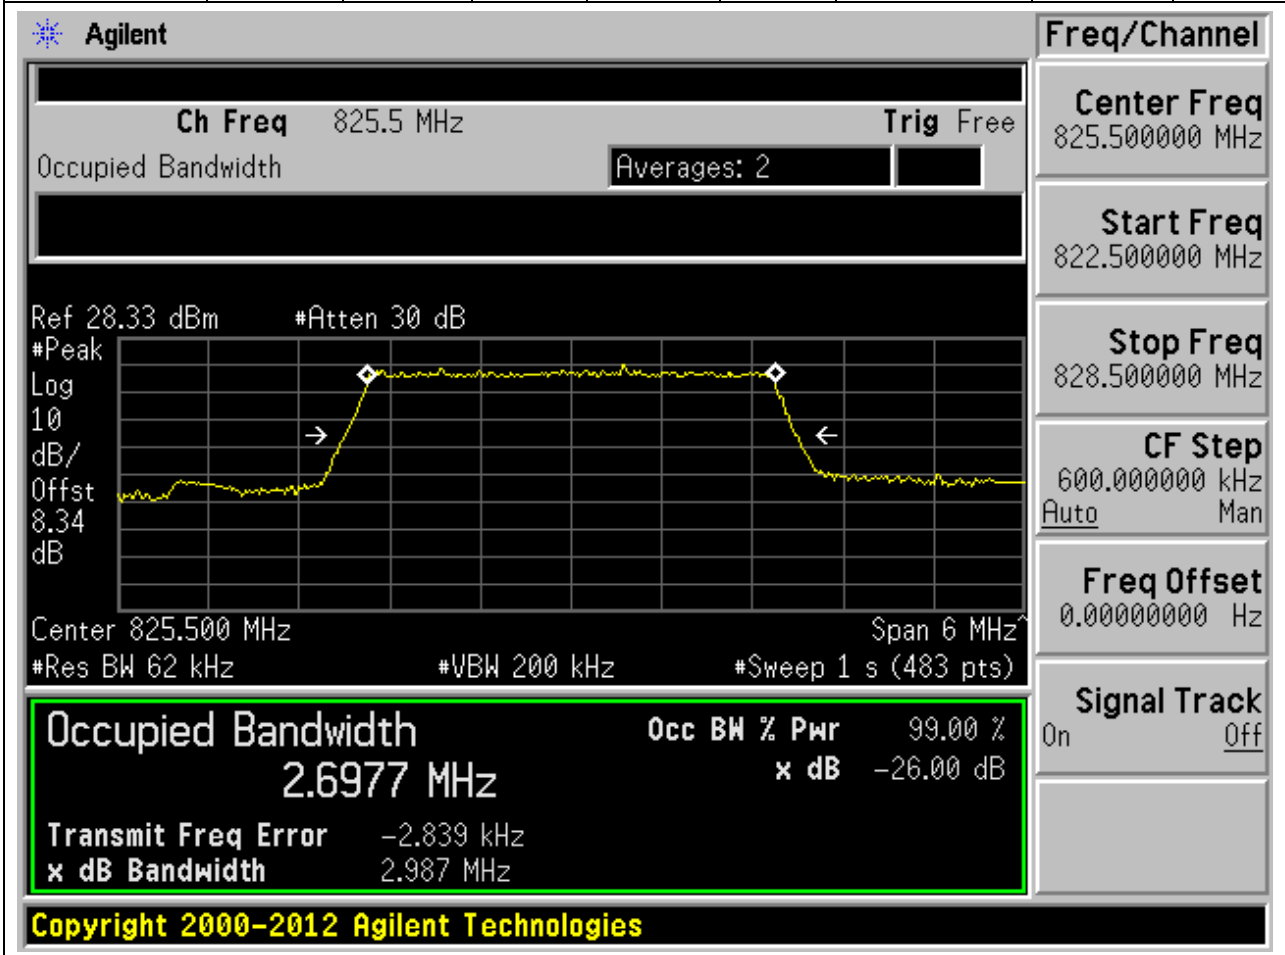 Agilent
Freq/Channel
Ch Freq 825.5 MHz Trig Free
Occupied Bandwidth Averages: 2
Center Freq
825.500000 MHz
Start Freq
822.500000 MHz
Stop Freq
828.500000 MHz
CF Step
600.000000 kHz
Auto Man
Freq Offset
0.00000000 Hz
Signal Track
On Off
Ref 28.33 dBm #Atten 30 dB
#Peak
Log
10
dB/
Offst
8.34
dB
Center 825.500 MHz Span 6 MHz^
#Res BW 62 kHz #VBW 200 kHz #Sweep 1 s (483 pts)
Occupied Bandwidth Occ BW % Pwr 99.00 %
2.6977 MHz x dB -26.00 dB
Transmit Freq Error -2.839 kHz
x dB Bandwidth 2.987 MHz
Copyright 2000-2012 Agilent Technologies